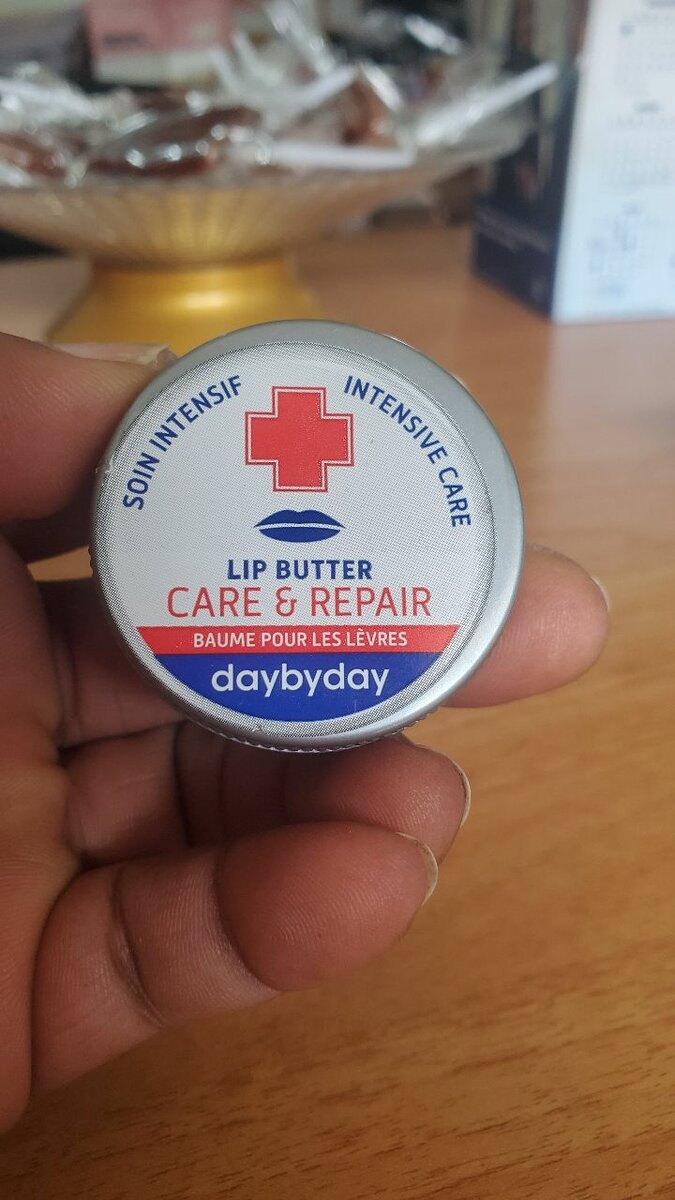 SOIN INTENSIF
INTENSIVE CARE
LIP BUTTER
CARE & REPAIR
BAUME POUR LES LÈVRES
daybyday